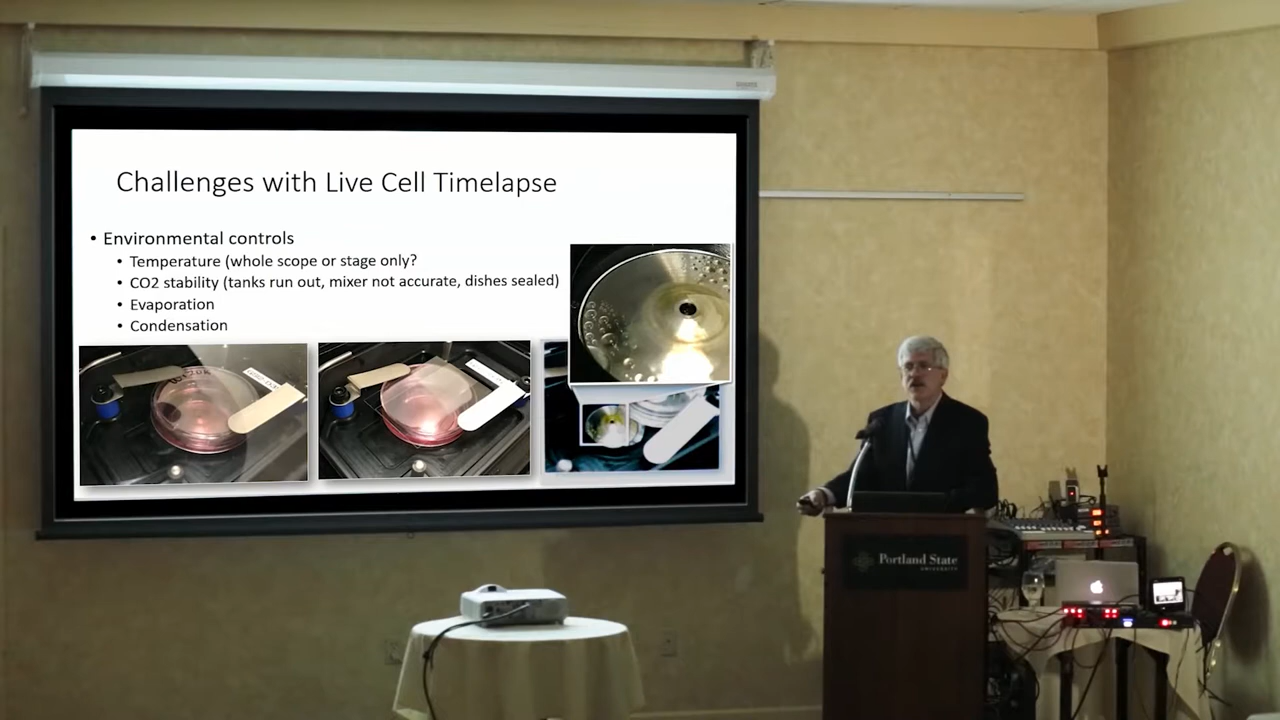 Challenges with Live Cell Timelapse
• Environmental controls
• Temperature (whole scope or stage only?
• CO2 stability (tanks run out, mixer not accurate, dishes sealed)
• Evaporation
• Condensation
Portland State
UNIVERSITY